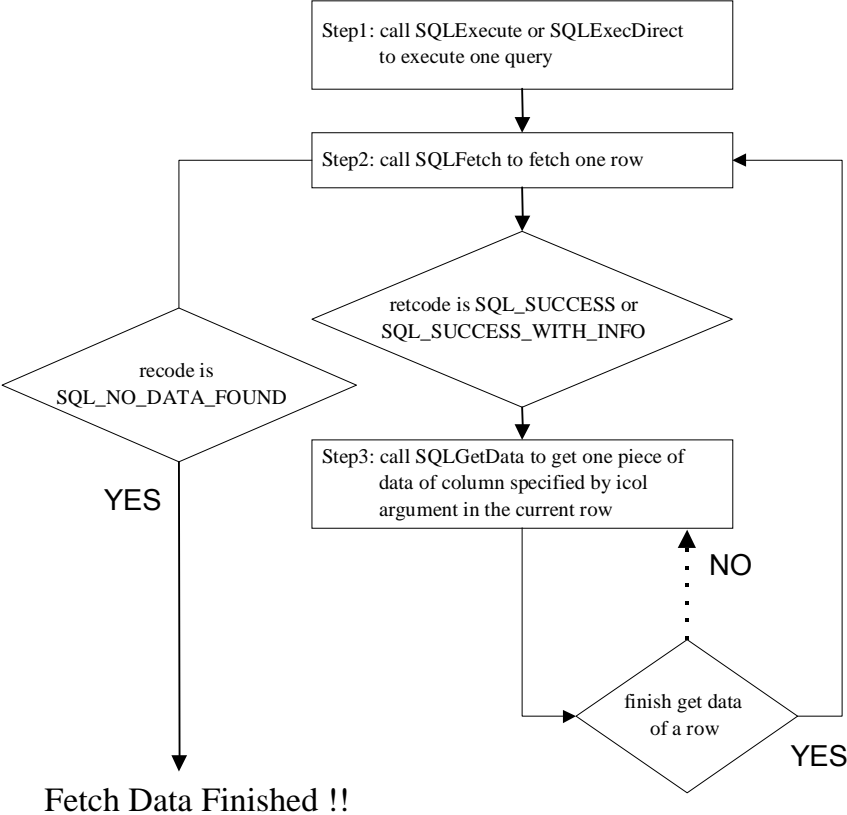 Step1: call SQLExecute or SQLExecDirect
to execute one query
Step2: call SQLFetch to fetch one row
retcode is SQL_SUCCESS or
SQL_SUCCESS_WITH_INFO
recode is
SQL_NO_DATA_FOUND
Step3: call SQLGetData to get one piece of
data of column specified by icol
argument in the current row
YES
NO
finish get data
of a row
YES
Fetch Data Finished !!